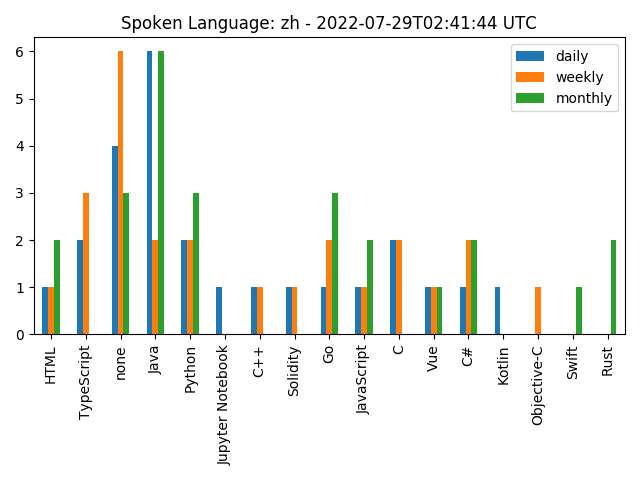 Spoken Language: zh - 2022-07-29T02:41:44 UTC
daily
weekly
monthly
6
5
4
3
2
1
0
HTML
TypeScript
none
Java
Python
Jupyter Notebook
C++
Solidity
Go
JavaScript
C
Vue
C#
Kotlin
Objective-C
Swift
Rust